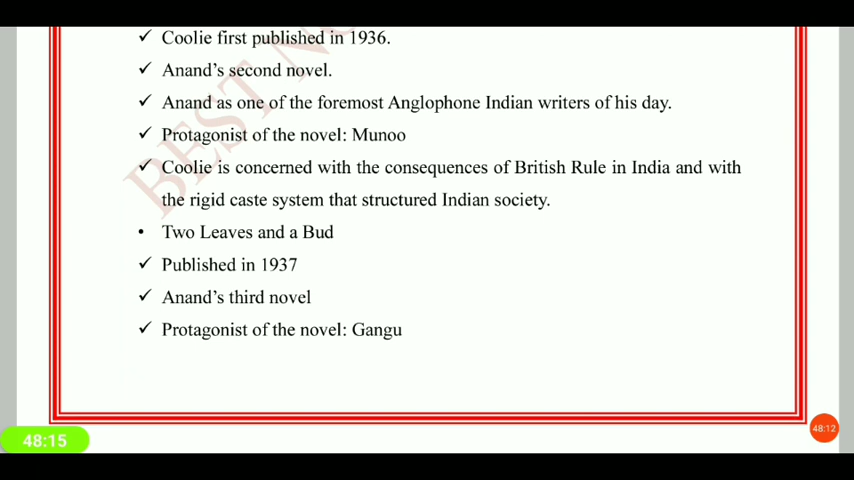 ✓ Coolie first published in 1936.
✓ Anand's second novel.
✓ Anand as one of the foremost Anglophone Indian writers of his day.
✓ Protagonist of the novel: Munoo
✓ Coolie is concerned with the consequences of British Rule in India and with
the rigid caste system that structured Indian society.
• Two Leaves and a Bud
✓ Published in 1937
✓ Anand's third novel
✓ Protagonist of the novel: Gangu
BEST
48:15
48:12